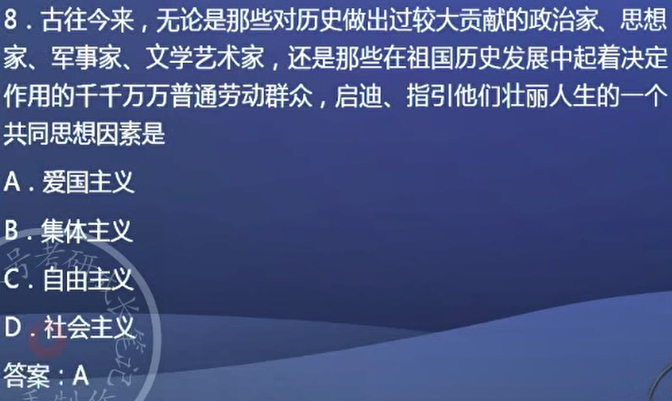 8．古往今来，无论是那些对历史做出过较大贡献的政治家、思想
家、军事家、文学艺术家，还是那些在祖国历史发展中起着决定
作用的千千万万普通劳动群众，启迪、指引他们壮丽人生的一个
共同思想因素是
A．爱国主义
B．集体主义
C．自由主义
D．社会主义
答案：A
号考研
笔记